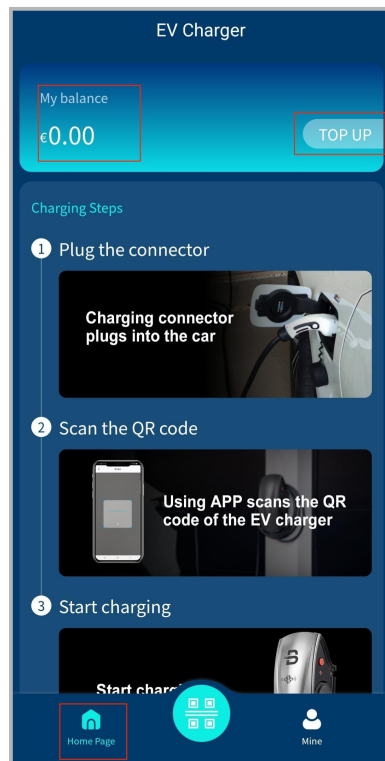 EV Charger
My balance
€0.00
TOP UP
Charging Steps
1 Plug the connector
Charging connector
plugs into the car
2 Scan the QR code
Using APP scans the QR
code of the EV charger
3 Start charging
Home Page
Mine